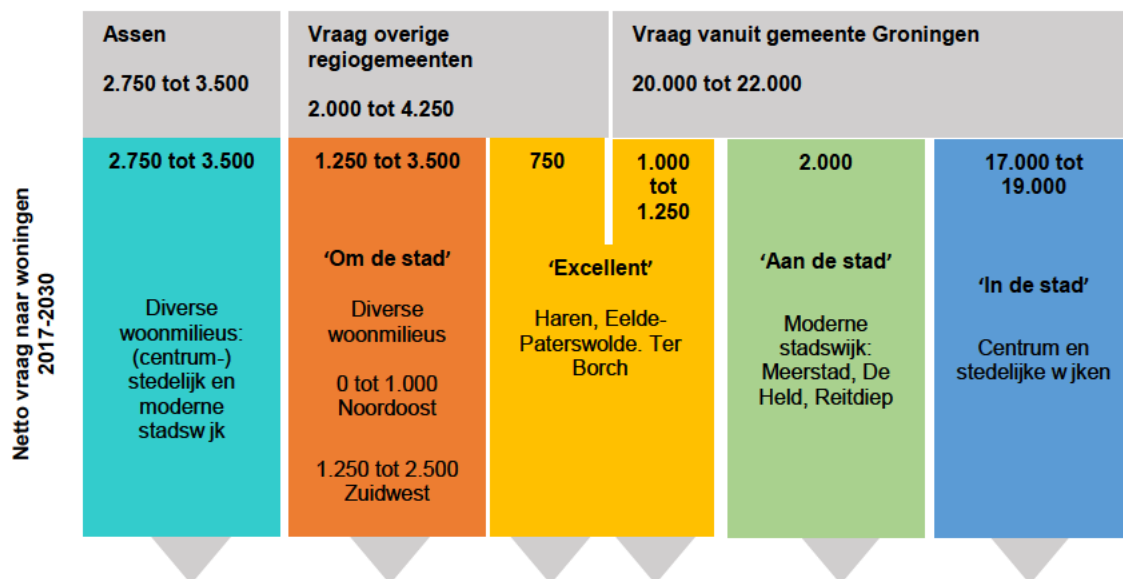 Assen
2.750 tot 3.500
Vraag overige
regiogemeenten
2.000 tot 4.250
Vraag vanuit gemeente Groningen
20.000 tot 22.000
Netto vraag naar woningen
2017-2030
2.750 tot 3.500
Diverse
woonmilieus:
(centrum-)
stedelijk en
moderne
stadsw jk
1.250 tot 3.500
‘Om de stad’
Diverse
woonmilieus
0 tot 1.000
Noordoost
1.250 tot 2.500
Zuidwest
750
1.000
tot
1.250
‘Excellent’
Haren, Eelde-
Paterswolde. Ter
Borch
2.000
‘Aan de stad’
Moderne
stadswijk:
Meerstad, De
Held, Reitdiep
17.000 tot
19.000
‘In de stad’
Centrum en
stedelijke w jken